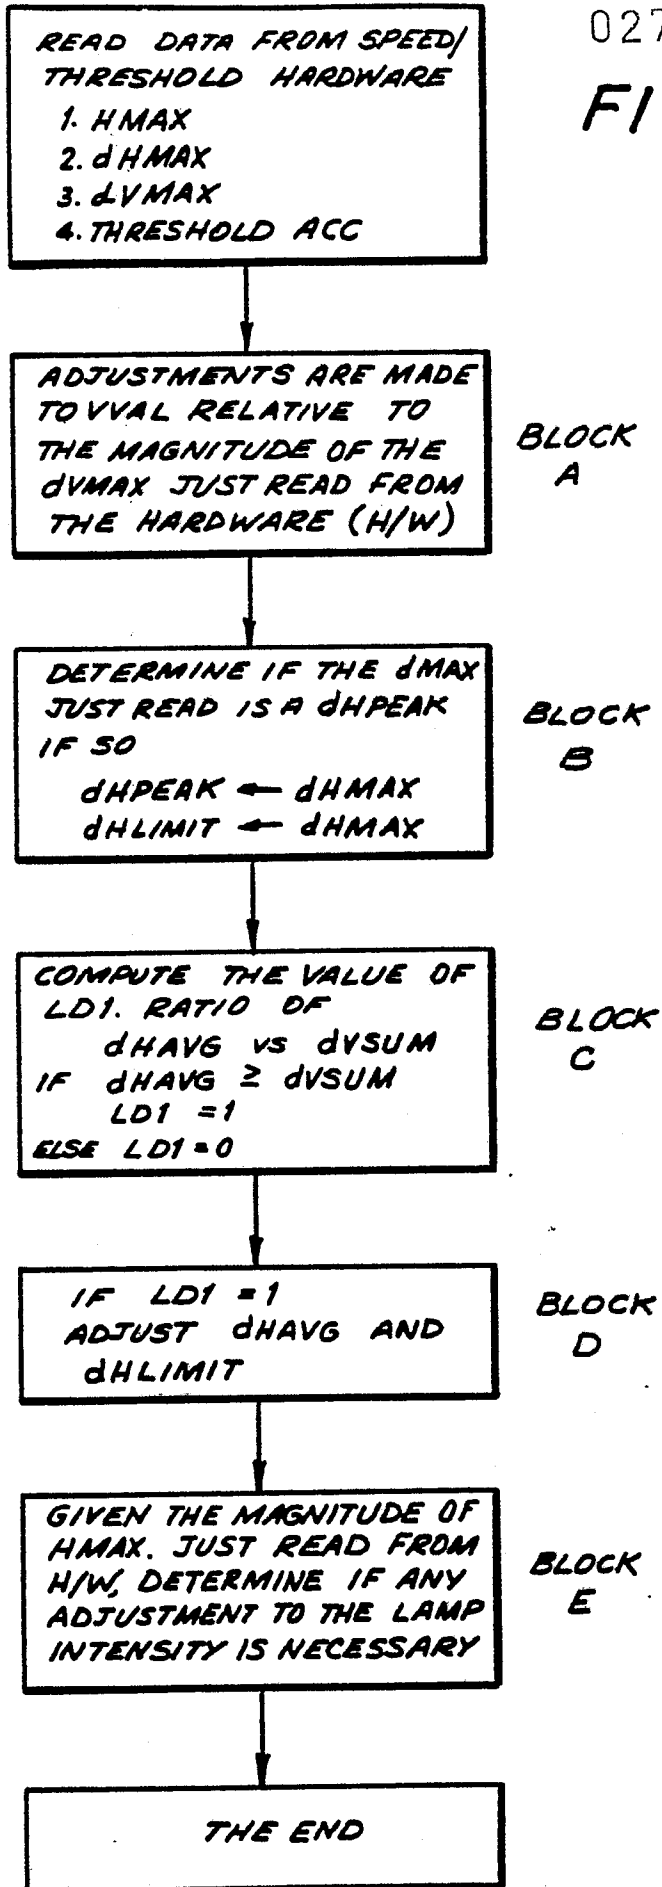 027
FI
READ DATA FROM SPEED/
THRESHOLD HARDWARE
1. HMAX
2. dHMAX
3. dVMAX
4. THRESHOLD ACC
ADJUSTMENTS ARE MADE
TO VVAL RELATIVE TO
THE MAGNITUDE OF THE
dVMAX JUST READ FROM
THE HARDWARE (H/W)
BLOCK
A
DETERMINE IF THE dMAX
JUST READ IS A dHPEAK
IF SO
dHPEAK ← dHMAX
dHLIMIT ← dHMAX
BLOCK
B
COMPUTE THE VALUE OF
LD1. RATIO OF
dHAVG vs dVSUM
IF dHAVG ≥ dVSUM
LD1 =1
ELSE LD1=0
BLOCK
C
IF LD1 =1
ADJUST dHAVG AND
dHLIMIT
BLOCK
D
GIVEN THE MAGNITUDE OF
HMAX. JUST READ FROM
H/W, DETERMINE IF ANY
ADJUSTMENT TO THE LAMP
INTENSITY IS NECESSARY
BLOCK
E
THE END